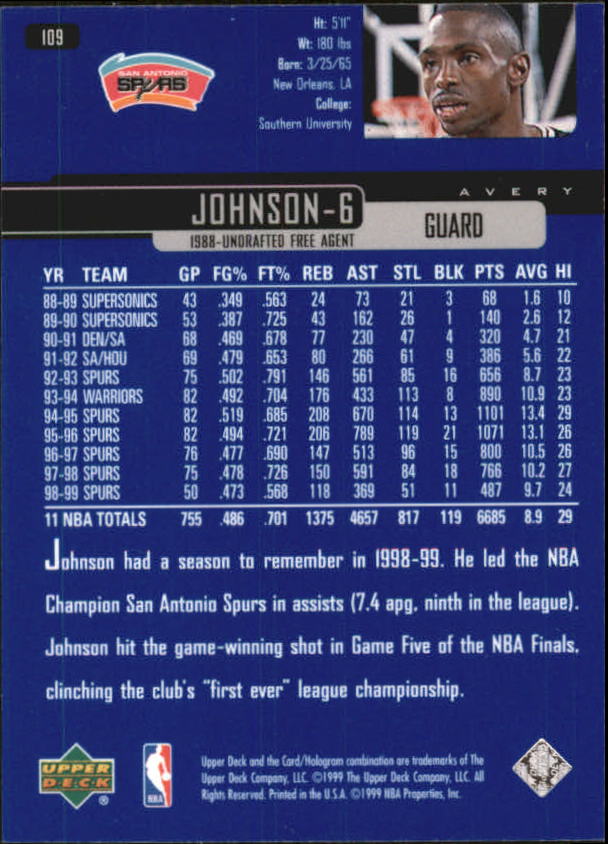 109
SAN ANTONIO
SPURS
Ht: 5'11"
Wt: 180 lbs
Born: 3/25/65
New Orleans, LA
College:
Southern University
AVERY
JOHNSON-6
GUARD
1988-UNDRAFTED FREE AGENT
YR TEAM GP FG% FT% REB AST STL BLK PTS AVG HI
88-89 SUPERSONICS 43 .349 .563 24 73 21 3 68 1.6 10
89-90 SUPERSONICS 53 .387 .725 43 162 26 1 140 2.6 12
90-91 DEN/SA 68 .469 .678 77 230 47 4 320 4.7 21
91-92 SA/HOU 69 .479 .653 80 266 61 9 386 5.6 22
92-93 SPURS 75 .502 .791 146 561 85 16 656 8.7 23
93-94 WARRIORS 82 .492 .704 176 433 113 8 890 10.9 23
94-95 SPURS 82 .519 .685 208 670 114 13 1101 13.4 29
95-96 SPURS 82 .494 .721 206 789 119 21 1071 13.1 26
96-97 SPURS 76 .477 .690 147 513 96 15 800 10.5 26
97-98 SPURS 75 .478 .726 150 591 84 18 766 10.2 27
98-99 SPURS 50 .473 .568 118 369 51 11 487 9.7 24
11 NBA TOTALS 755 .486 .701 1375 4657 817 119 6685 8.9 29
Johnson had a season to remember in 1998-99. He led the NBA
Champion San Antonio Spurs in assists (7.4 apg, ninth in the league).
Johnson hit the game-winning shot in Game Five of the NBA Finals,
clinching the club's "first ever" league championship.
UPPER
DECK
®
NBA
Upper Deck and the Card/Hologram combination are trademarks of The
Upper Deck Company, LLC. ©1999 The Upper Deck Company, LLC. All
Rights Reserved. Printed in the U.S.A. ©1999 NBA Properties, Inc.